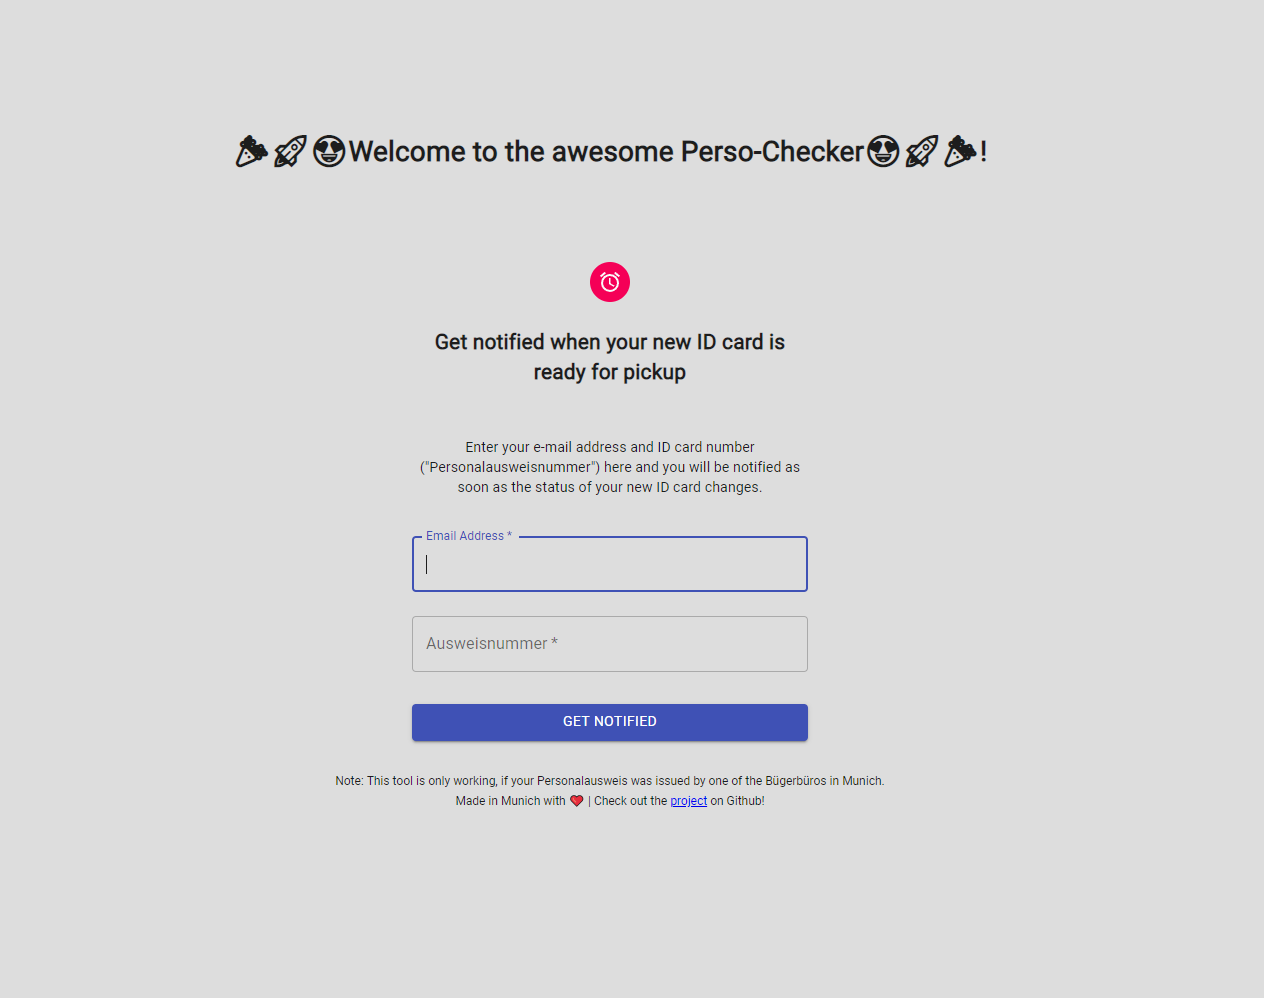 🎉🚀😍Welcome to the awesome Perso-Checker😍🚀🎉!
Get notified when your new ID card is
ready for pickup
Enter your e-mail address and ID card number
("Personalausweisnummer") here and you will be notified as
soon as the status of your new ID card changes.
Email Address *
Ausweisnummer *
GET NOTIFIED
Note: This tool is only working, if your Personalausweis was issued by one of the Bügerbüros in Munich.
Made in Munich with ❤️ | Check out the project on Github!